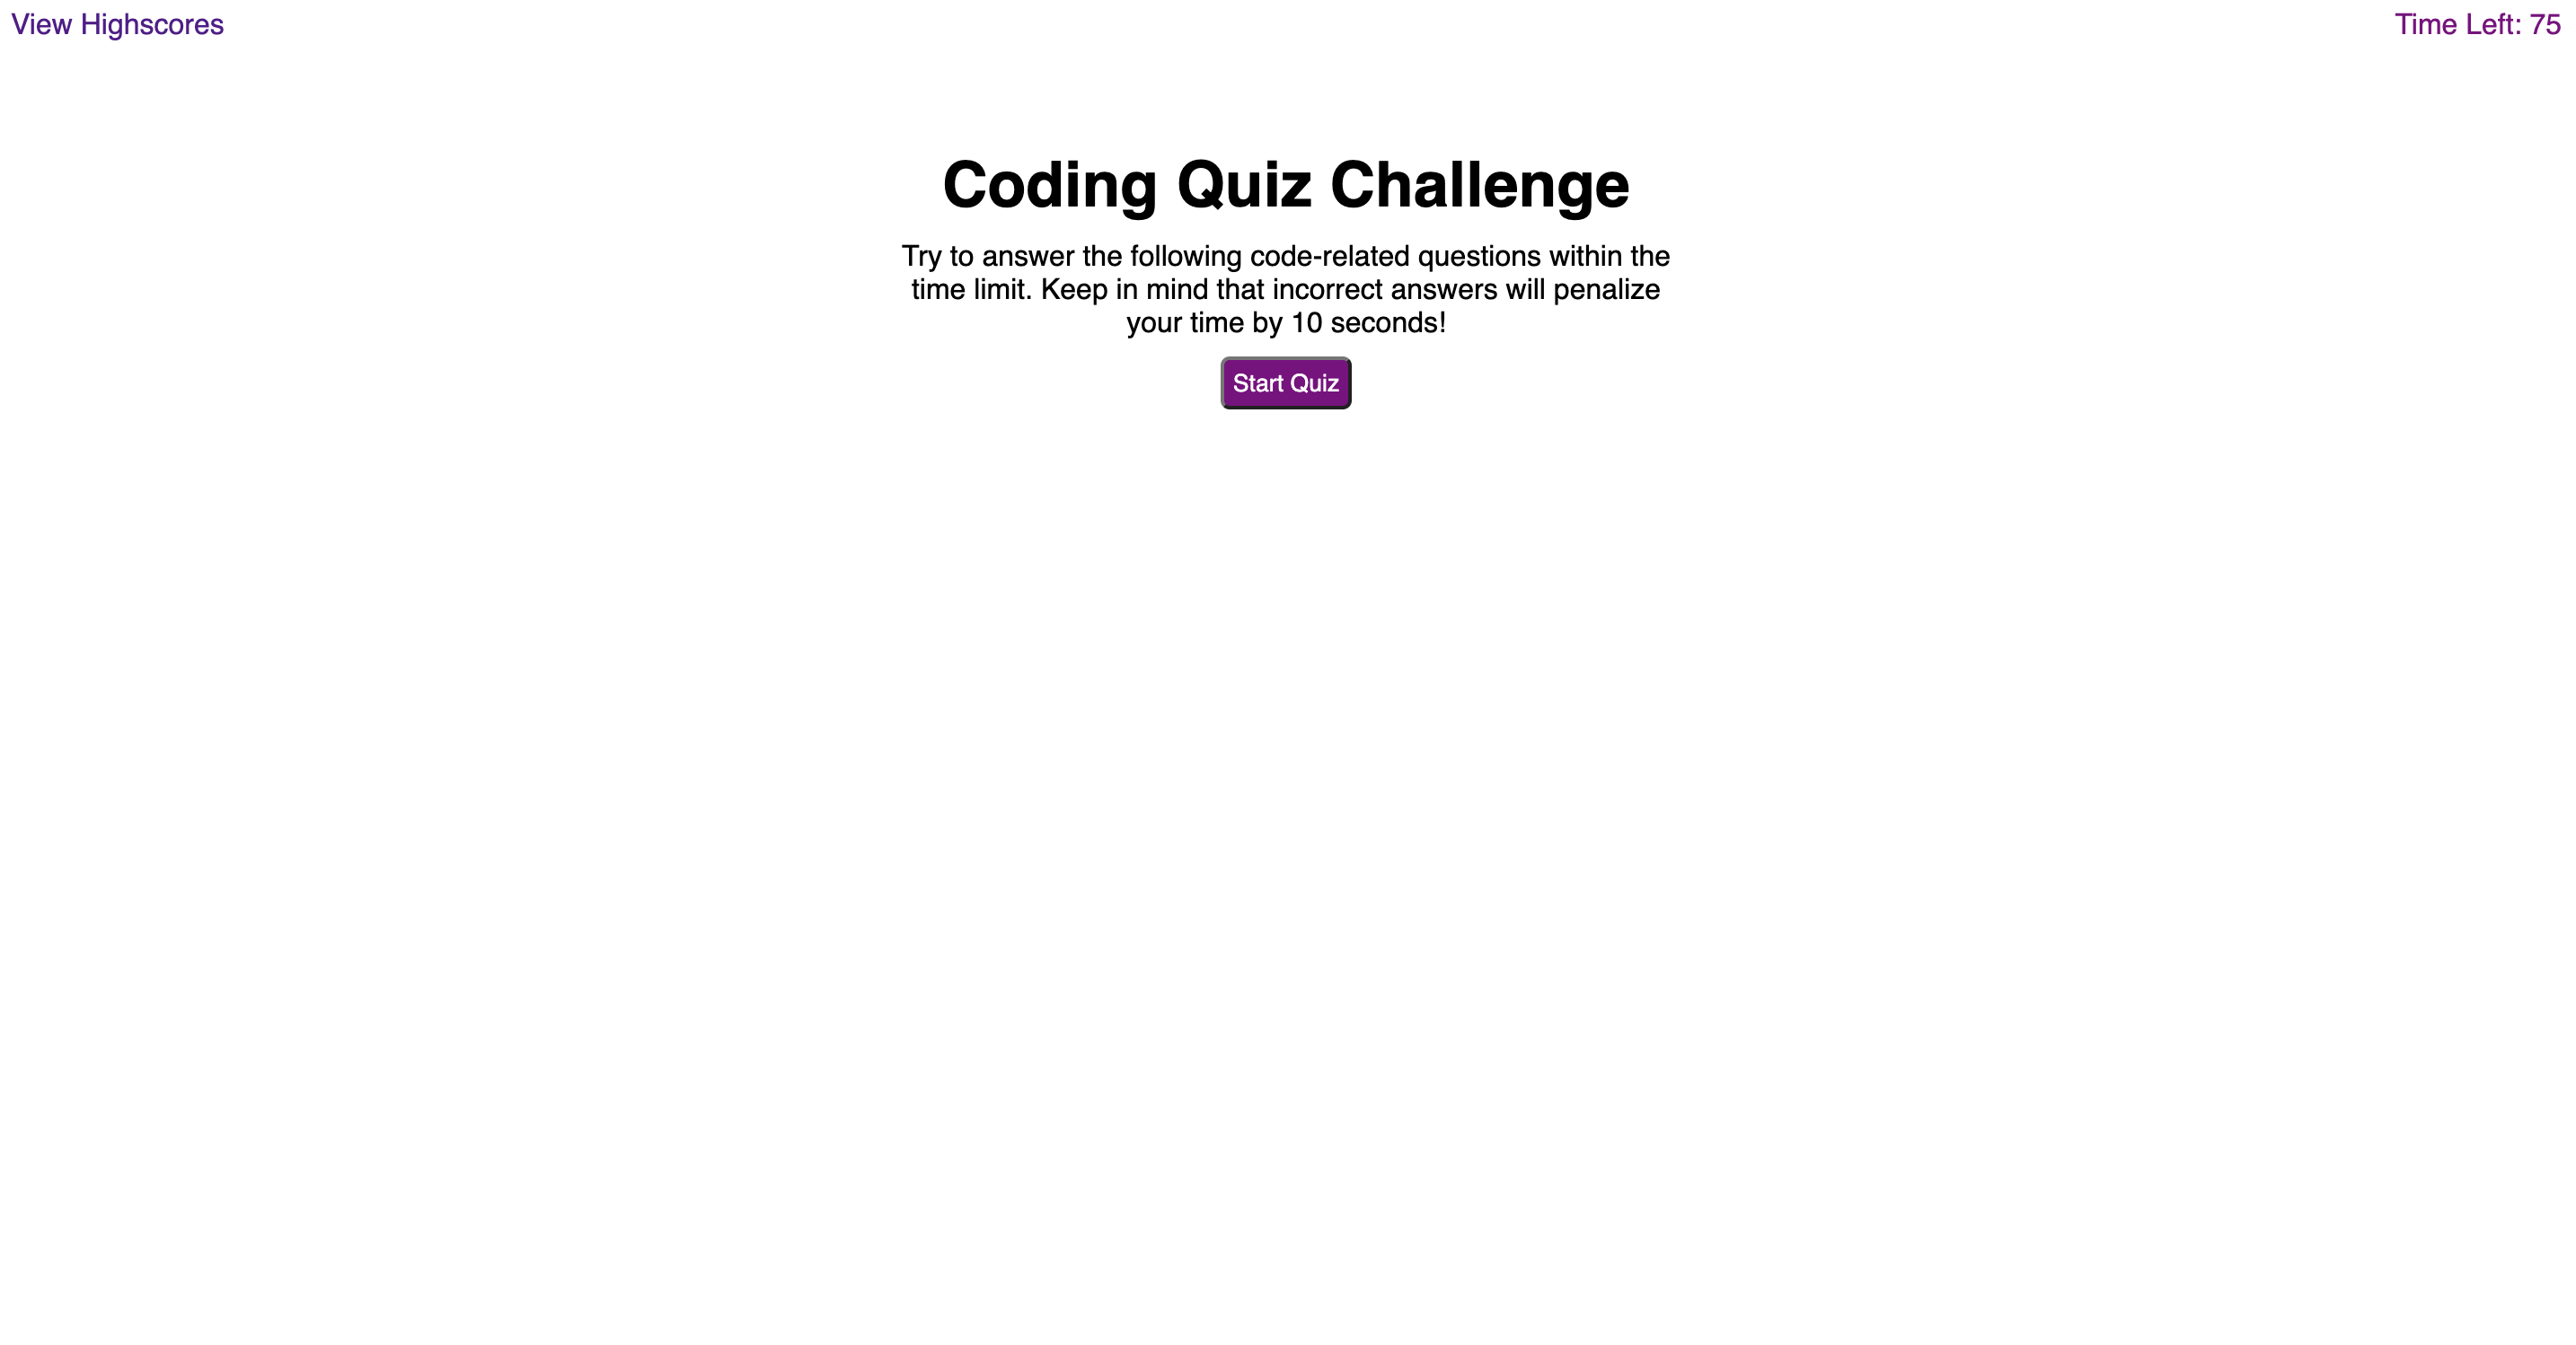 View Highscores
Time Left: 75
Coding Quiz Challenge
Try to answer the following code-related questions within the
time limit. Keep in mind that incorrect answers will penalize
your time by 10 seconds!
Start Quiz